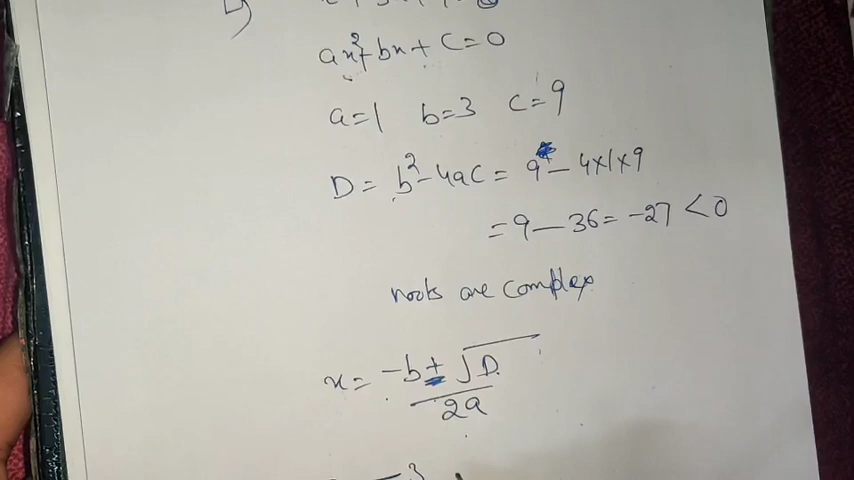 ax²+bx+c=0
a=1 b=3 c=9
D= b²-4ac= 9-4×1×9
=9-36=-27<0
roots are complex
x= (-b±√D)/2a
3